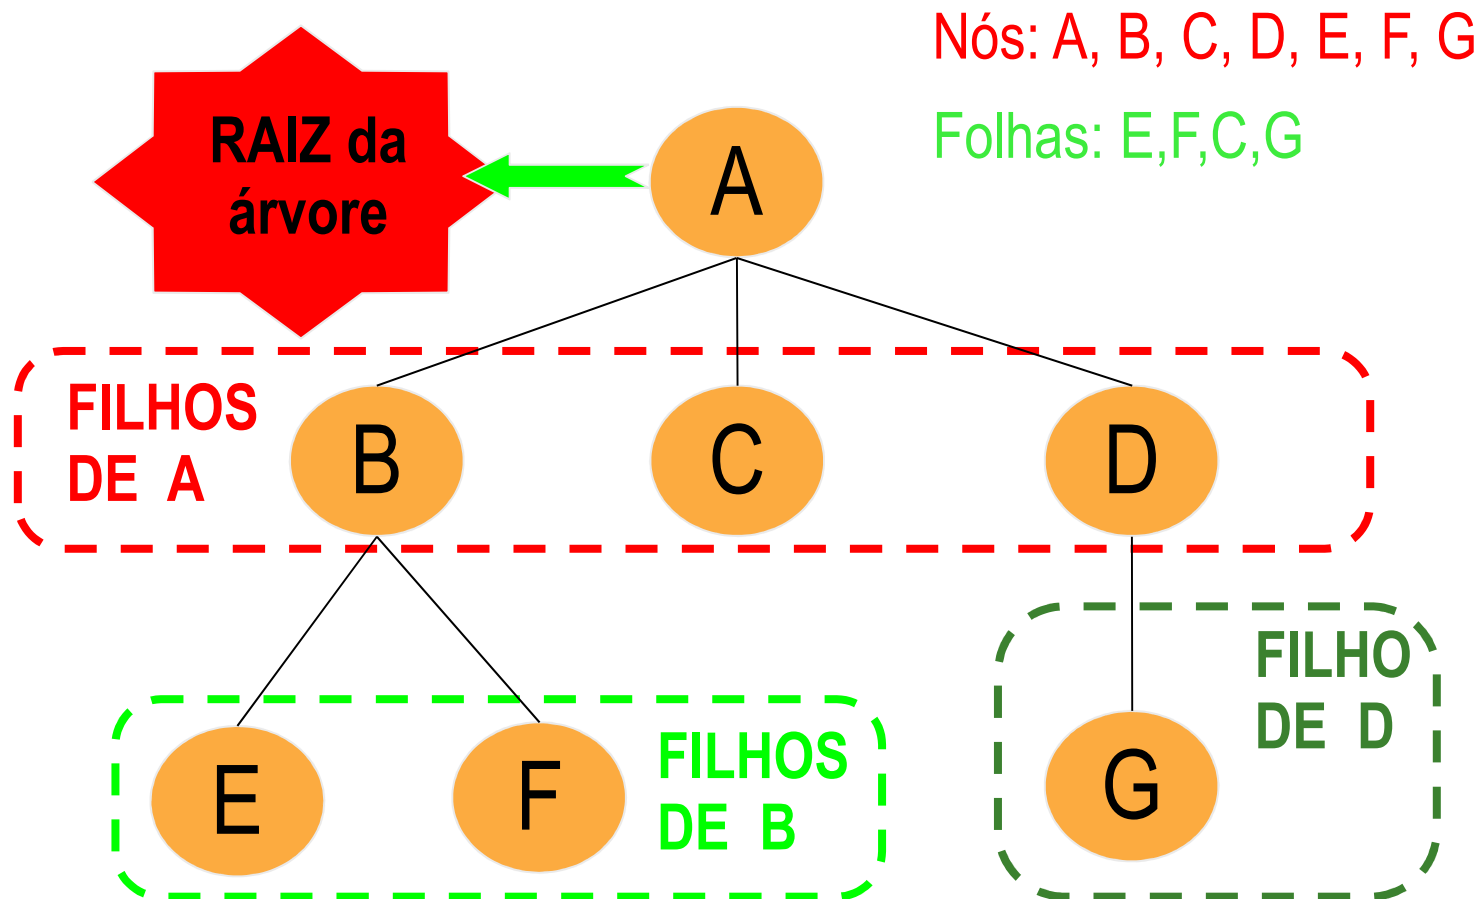 Nós: A, B, C, D, E, F, G
Folhas: E,F,C,G
RAIZ da
árvore
A
FILHOS
DE A
B
C
D
E
F
FILHOS
DE B
G
FILHO
DE D